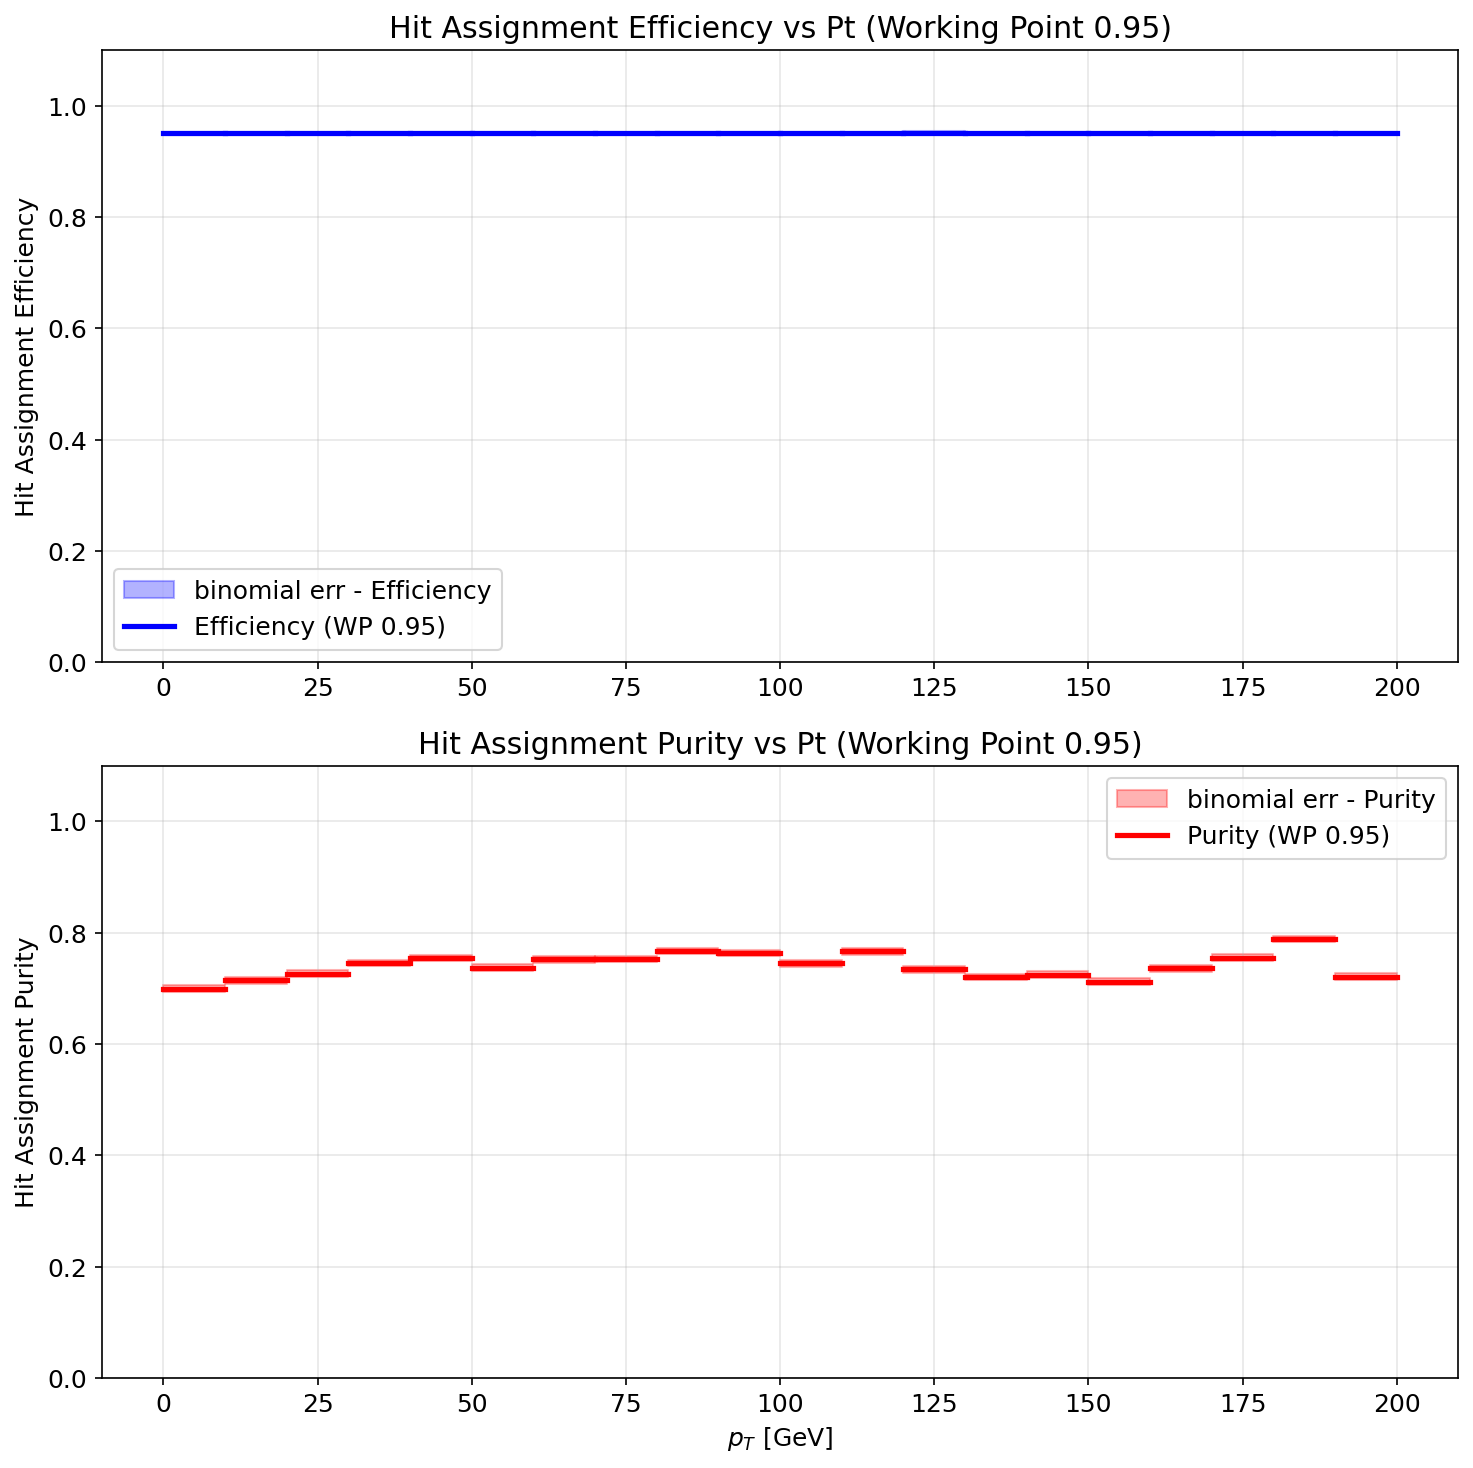 Hit Assignment Efficiency vs Pt (Working Point 0.95)
Hit Assignment Efficiency
1.0
0.8
0.6
0.4
0.2
0.0
binomial err - Efficiency
Efficiency (WP 0.95)
0 25 50 75 100 125 150 175 200
Hit Assignment Purity vs Pt (Working Point 0.95)
Hit Assignment Purity
1.0
0.8
0.6
0.4
0.2
0.0
binomial err - Purity
Purity (WP 0.95)
0 25 50 75 100 125 150 175 200
p_T [GeV]